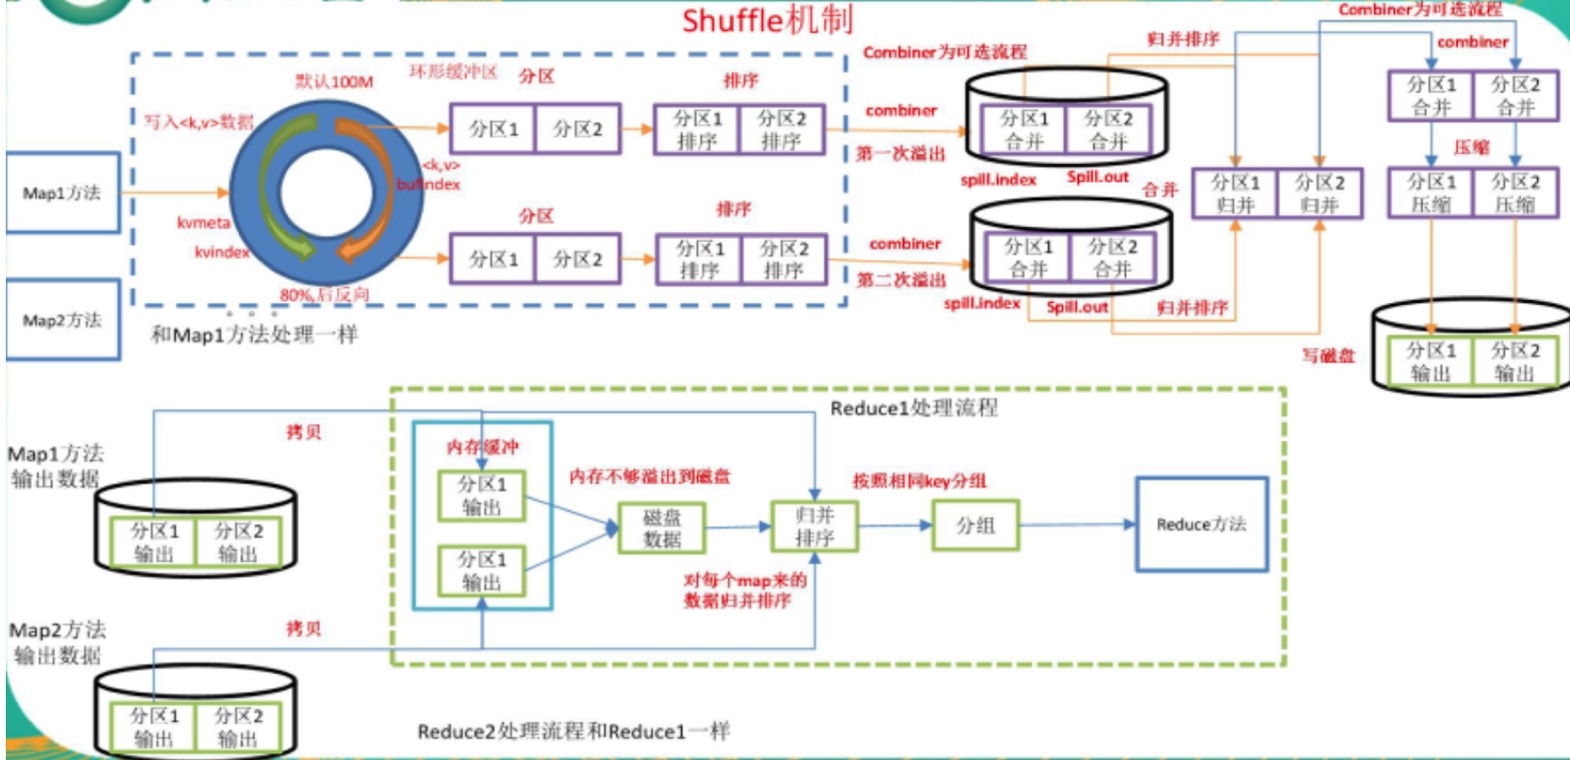 Shuffle机制
Combiner为可选流程
默认100M
环形缓冲区
分区
排序
Combiner为可选流程
归并排序
combiner
写入<k,v>数据
分区1
分区2
分区1
排序
分区2
排序
combiner
第一次溢出
分区1
合并
分区2
合并
分区1
合并
分区2
合并
压缩
Map1方法
<k,v>
bufindex
kvmeta
kvindex
spill.index
Spill.out
合并
分区1
归并
分区2
归并
分区1
压缩
分区2
压缩
分区
排序
分区1
分区2
分区1
排序
分区2
排序
combiner
第二次溢出
分区1
合并
分区2
合并
80%,后反向
spill.index
Spill.out
归并排序
Map2方法
和Map1方法处理一样
写磁盘
分区1
输出
分区2
输出
Reduce1处理流程
拷贝
Map1方法
输出数据
内存缓冲
分区1
输出
内存不够溢出到磁盘
按照相同key分组
分区1
输出
分区2
输出
分区1
输出
磁盘
数据
归并
排序
分组
Reduce方法
对每个map来的
数据归并排序
Map2方法
输出数据
拷贝
分区1
输出
分区2
输出
Reduce2处理流程和Reduce1一样